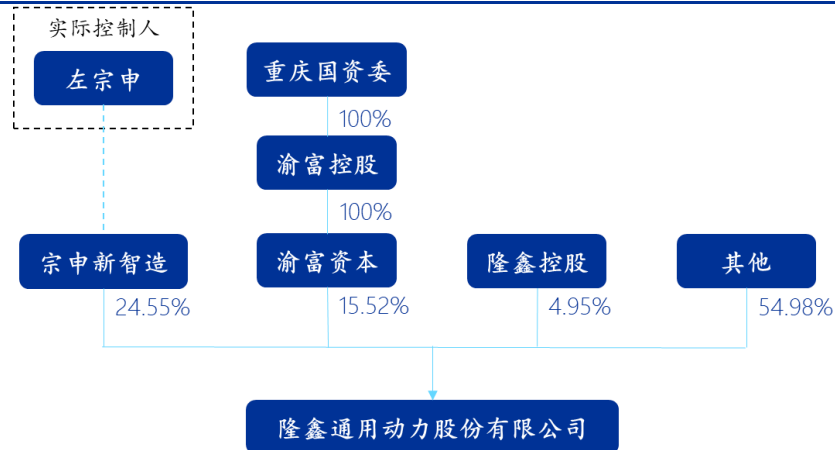 实际控制人
左宗申
重庆国资委
100%
渝富控股
100%
宗申新智造
渝富资本
隆鑫控股
其他
24.55%
15.52%
4.95%
54.98%
隆鑫通用动力股份有限公司